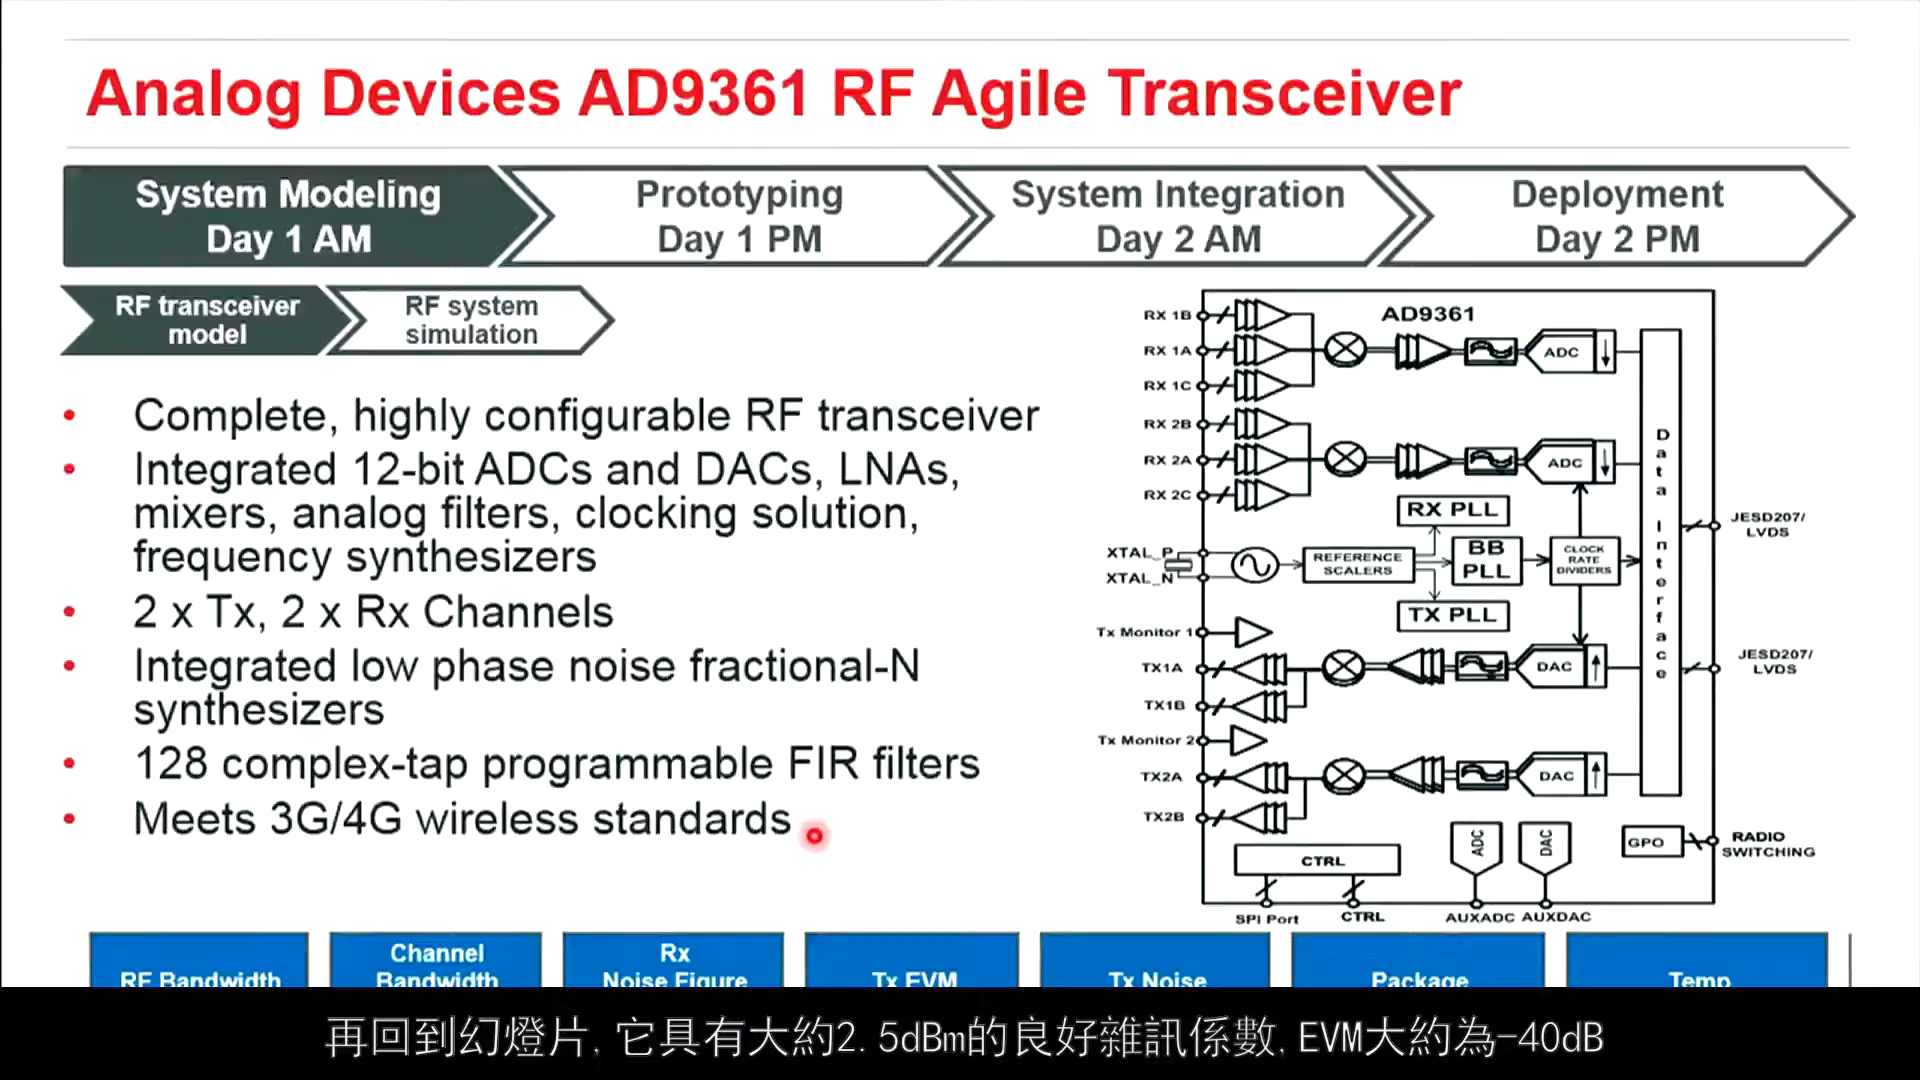 Analog Devices AD9361 RF Agile Transceiver
System Modeling
Day 1 AM
Prototyping
Day 1 PM
System Integration
Day 2 AM
Deployment
Day 2 PM
RF transceiver
model
RF system
simulation
• Complete, highly configurable RF transceiver
• Integrated 12-bit ADCs and DACs, LNAs,
mixers, analog filters, clocking solution,
frequency synthesizers
• 2 x Tx, 2 x Rx Channels
• Integrated low phase noise fractional-N
synthesizers
• 128 complex-tap programmable FIR filters
• Meets 3G/4G wireless standards
AD9361
RX 1B
RX 1A
ADC
RX 1C
RX 2B
RX 2A
ADC
RX 2C
RX PLL
XTAL_P
XTAL_N
REFERENCE
SCALERS
BB
PLL
CLOCK
RATE
DIVIDERS
TX PLL
Data Interface
JESD207/
LVDS
Tx Monitor 1
TX1A
DAC
JESD207/
LVDS
TX1B
Tx Monitor 2
TX2A
DAC
TX2B
CTRL
ADC
DAC
GPO
RADIO
SWITCHING
SPI Port
CTRL
AUXADC
AUXDAC
RF Bandwidth
Channel
Bandwidth
Rx
Noise Figure
Tx EVM
Tx Noise
Package
Temp
再回到幻燈片,它具有大約2.5dBm的良好雜訊係數,EVM大約為-40dB